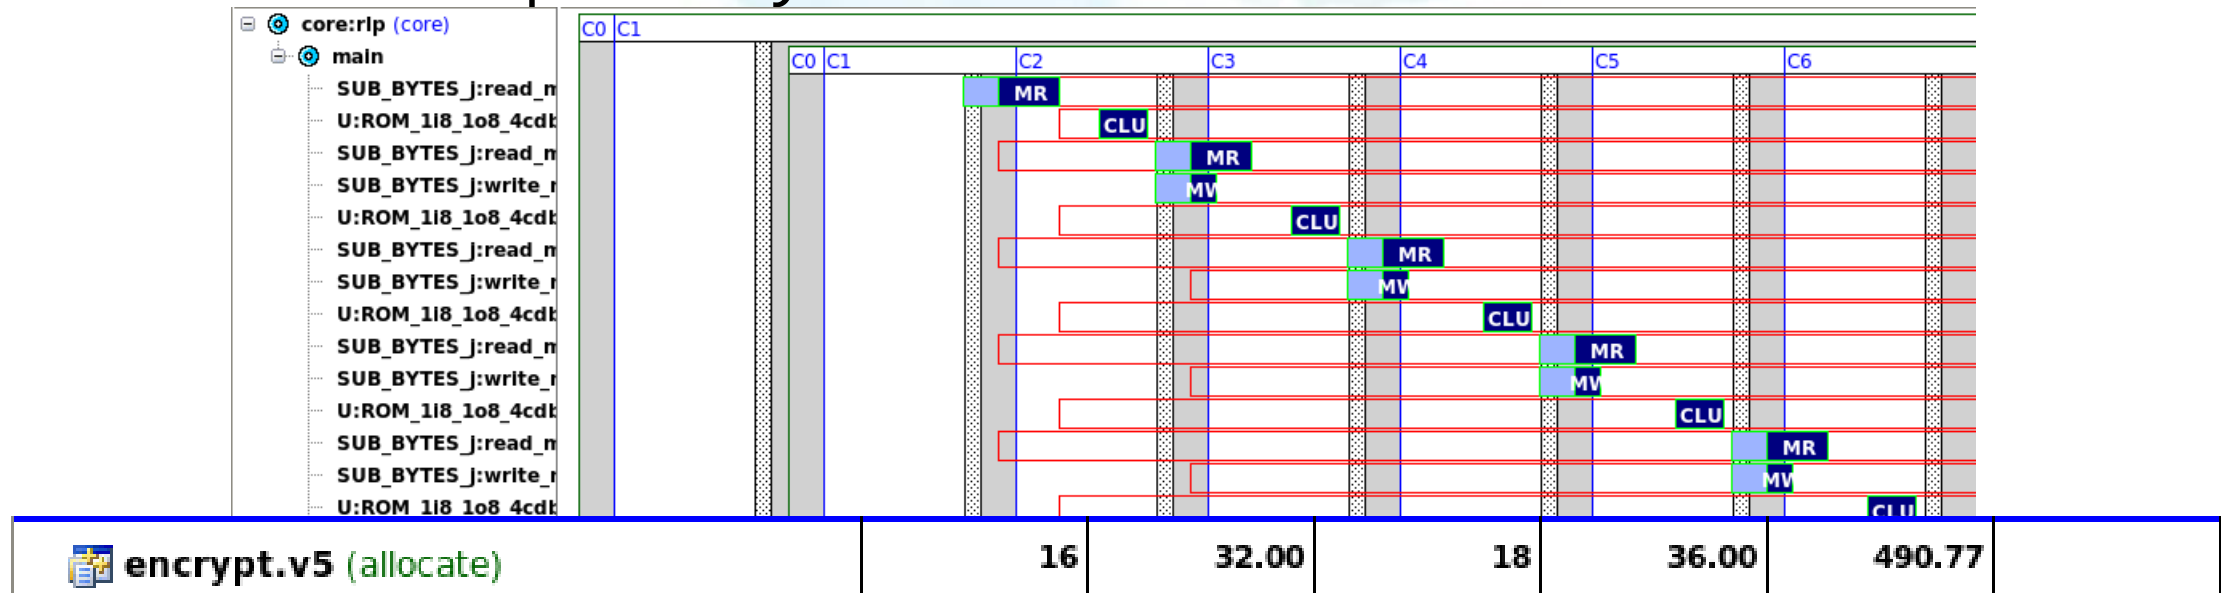 core:rlp (core) C0 C1
main C0 C1 C2 C3 C4 C5 C6
SUB_BYTES_j:read_m MR
U:ROM_1i8_1o8_4cdb CLU
SUB_BYTES_j:read_m MR
SUB_BYTES_j:write_r MW
U:ROM_1i8_1o8_4cdb CLU
SUB_BYTES_j:read_m MR
SUB_BYTES_j:write_r MW
U:ROM_1i8_1o8_4cdb CLU
SUB_BYTES_j:read_m MR
SUB_BYTES_j:write_r MW
U:ROM_1i8_1o8_4cdb CLU
SUB_BYTES_j:read_m MR
SUB_BYTES_j:write_r MW
U:ROM_1i8_1o8_4cdb CLU
encrypt.v5 (allocate) 16 32.00 18 36.00 490.77